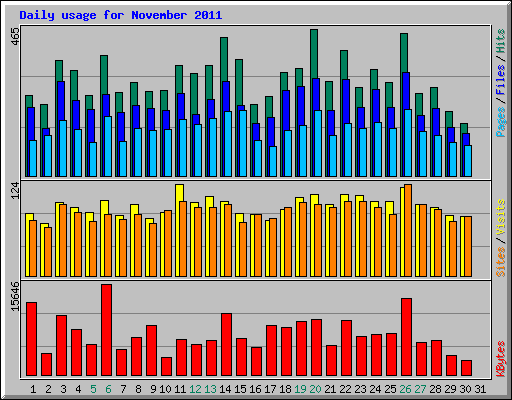 Daily usage for November 2011
465
Pages / Files / Hits
124
Sites / Visits
15646
KBytes
1 2 3 4 5 6 7 8 9 10 11 12 13 14 15 16 17 18 19 20 21 22 23 24 25 26 27 28 29 30 31